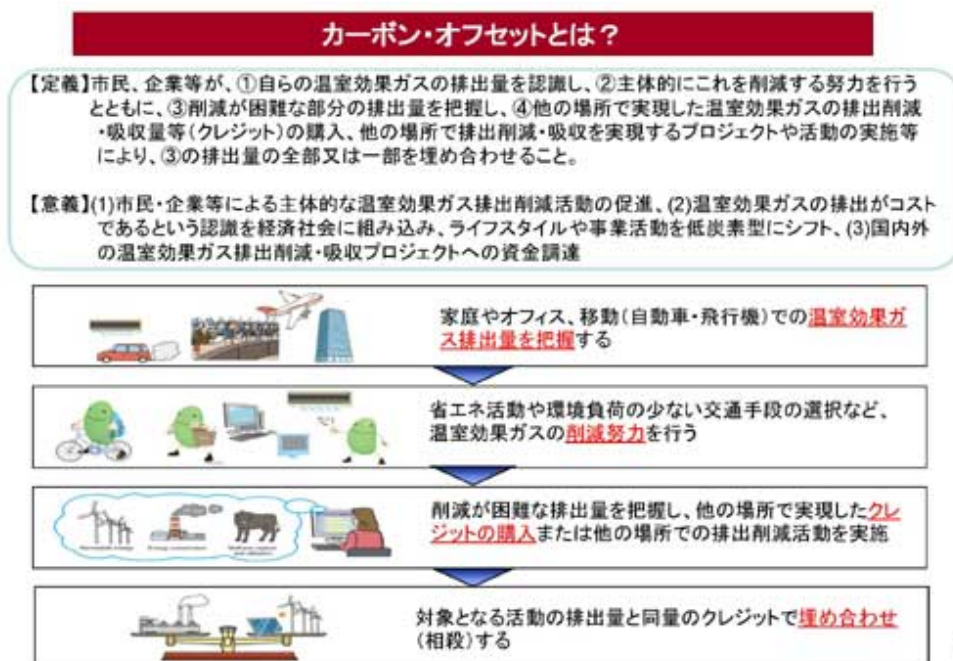 カーボン・オフセットとは？
【定義】市民、企業等が、①自らの温室効果ガスの排出量を認識し、②主体的にこれを削減する努力を行う
とともに、③削減が困難な部分の排出量を把握し、④他の場所で実現した温室効果ガスの排出削減
・吸収量等(クレジット)の購入、他の場所で排出削減・吸収を実現するプロジェクトや活動の実施等
により、③の排出量の全部又は一部を埋め合わせること。
【意義】(1)市民・企業等による主体的な温室効果ガス排出削減活動の促進、(2)温室効果ガスの排出がコスト
であるという認識を経済社会に組み込み、ライフスタイルや事業活動を低炭素型にシフト、(3)国内外
の温室効果ガス排出削減・吸収プロジェクトへの資金調達
家庭やオフィス、移動(自動車・飛行機)での温室効果ガ
ス排出量を把握する
省エネ活動や環境負荷の少ない交通手段の選択など、
温室効果ガスの削減努力を行う
削減が困難な排出量を把握し、他の場所で実現したクレ
ジットの購入または他の場所での排出削減活動を実施
対象となる活動の排出量と同量のクレジットで埋め合わせ
(相殺)する